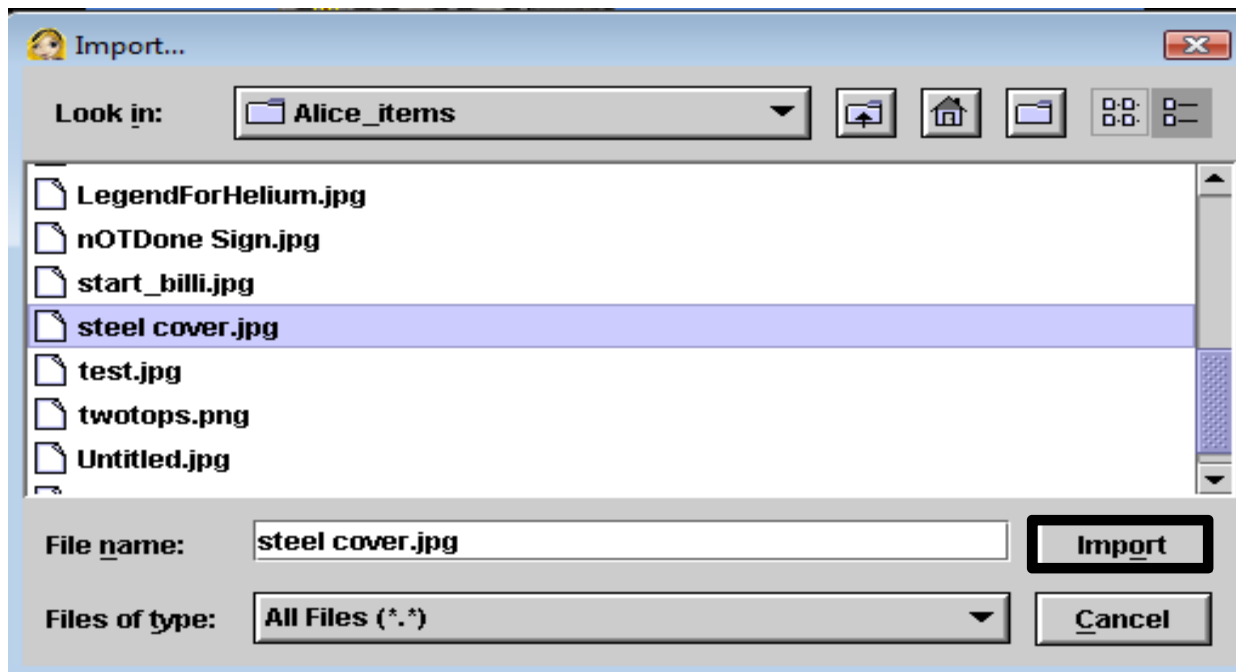 Import...
Look in:
Alice_items
LegendForHelium.jpg
nOTDone Sign.jpg
start_billi.jpg
steel cover.jpg
test.jpg
twotops.png
Untitled.jpg
File name:
steel cover.jpg
Import
Files of type:
All Files (*.*)
Cancel